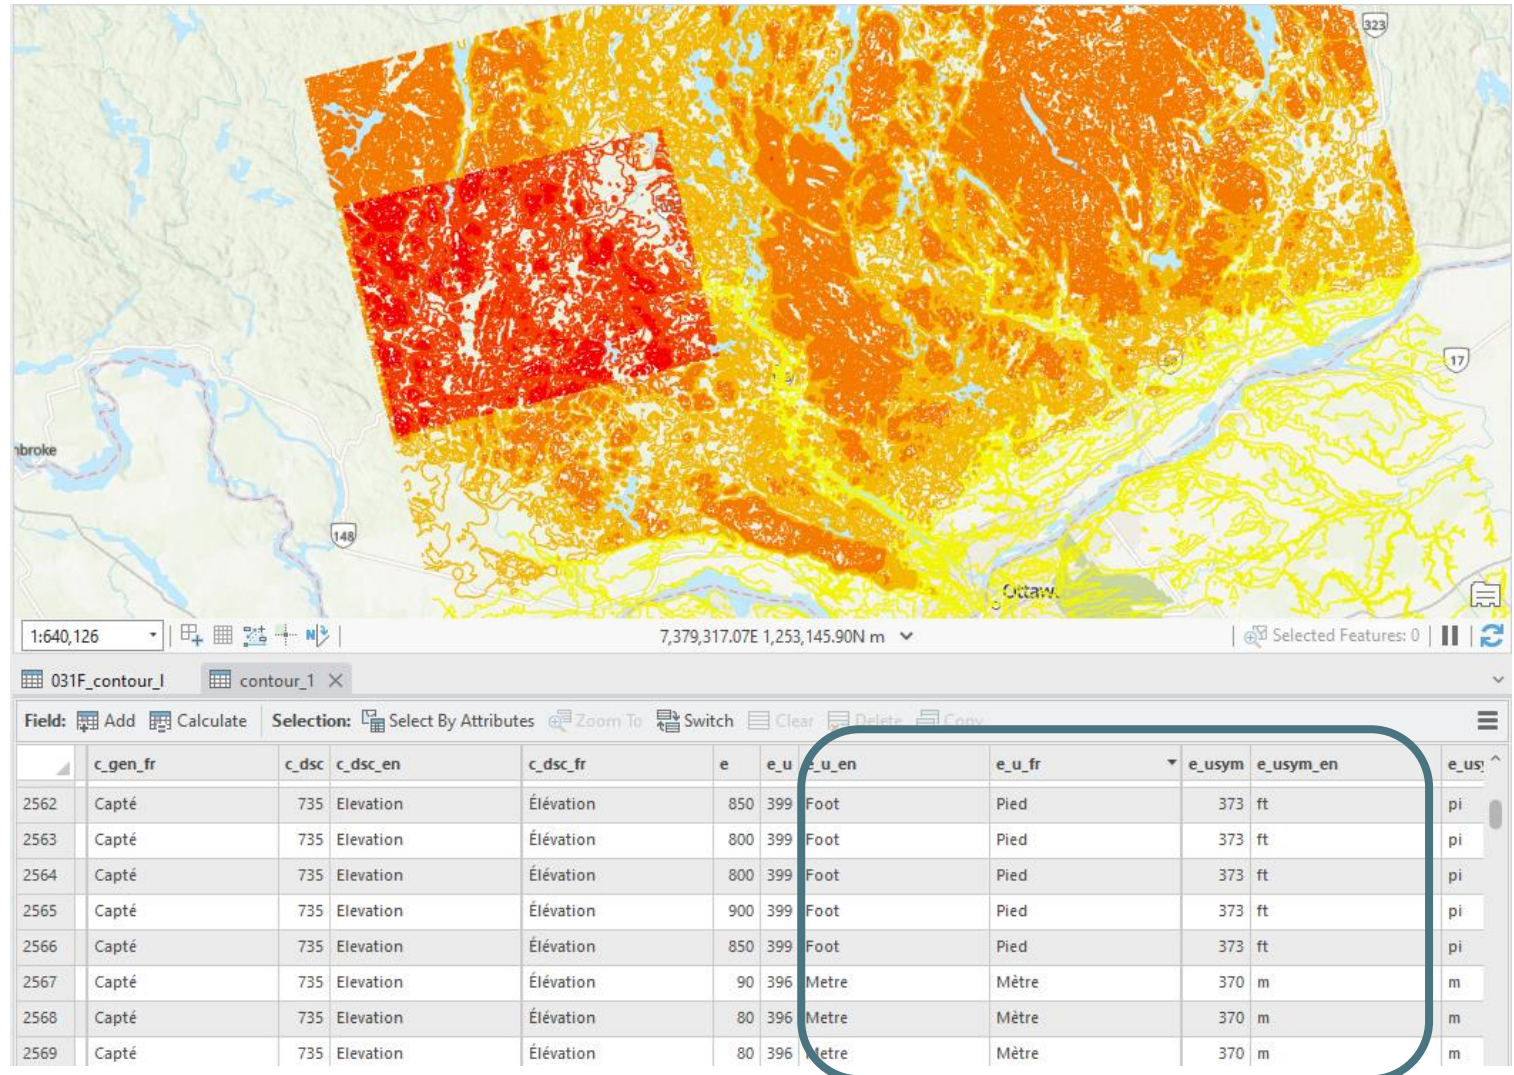 323
17
nbroke
148
Ottaw
1:640,126 7,379,317.07E 1,253,145.90N m Selected Features: 0
031F_contour_l contour_1
Field: Add Calculate Selection: Select By Attributes Zoom To Switch Clear Delete Copy
c_gen_fr c_dsc c_dsc_en c_dsc_fr e e_u e_u_en e_u_fr e_usym e_usym_en e_us
2562 Capté 735 Elevation Élévation 850 399 Foot Pied 373 ft pi
2563 Capté 735 Elevation Élévation 800 399 Foot Pied 373 ft pi
2564 Capté 735 Elevation Élévation 800 399 Foot Pied 373 ft pi
2565 Capté 735 Elevation Élévation 900 399 Foot Pied 373 ft pi
2566 Capté 735 Elevation Élévation 850 399 Foot Pied 373 ft pi
2567 Capté 735 Elevation Élévation 90 396 Metre Mètre 370 m m
2568 Capté 735 Elevation Élévation 80 396 Metre Mètre 370 m m
2569 Capté 735 Elevation Élévation 80 396 Metre Mètre 370 m m